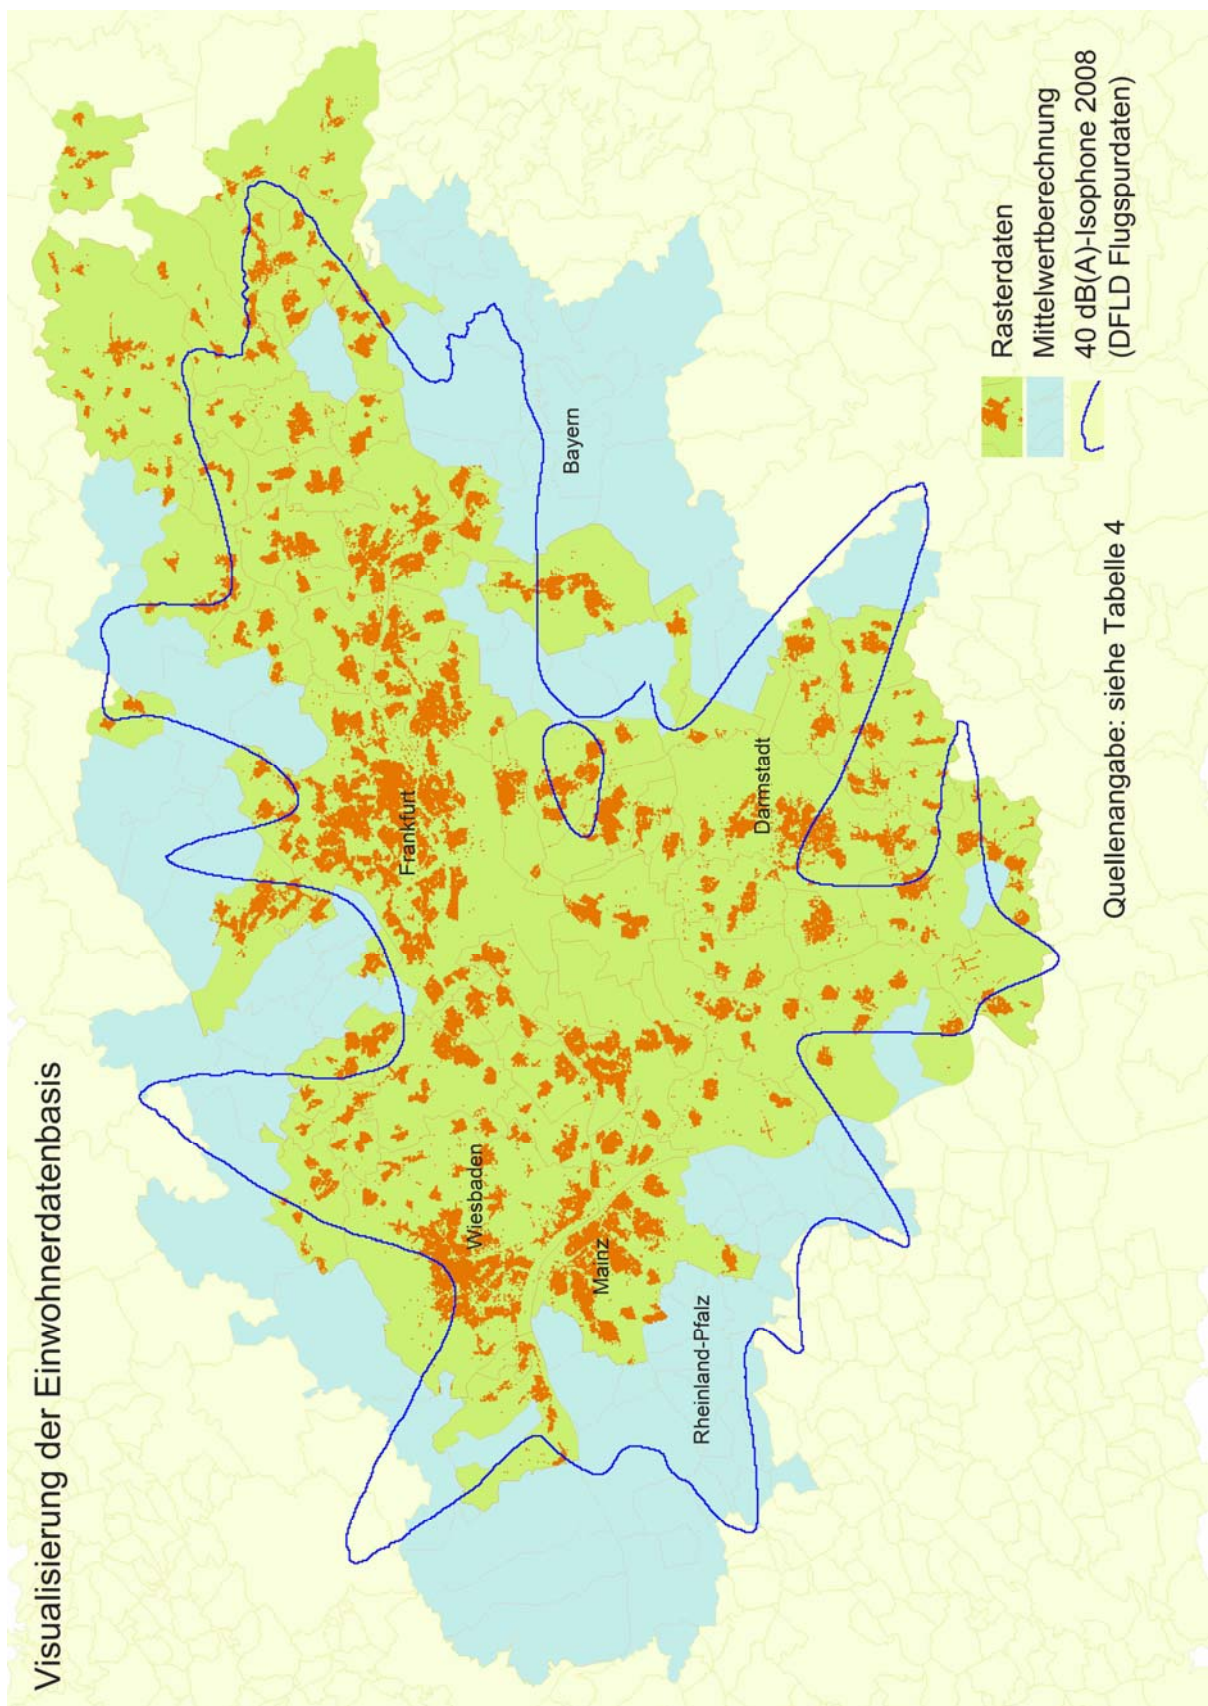 Visualisierung der Einwohnerdatenbasis
Frankfurt
Wiesbaden
Mainz
Bayern
Rheinland-Pfalz
Darmstadt
Rasterdaten
Mittelwertberechnung
40 dB(A)-Isophone 2008
(DFLD Flugspurdaten)
Quellenangabe: siehe Tabelle 4